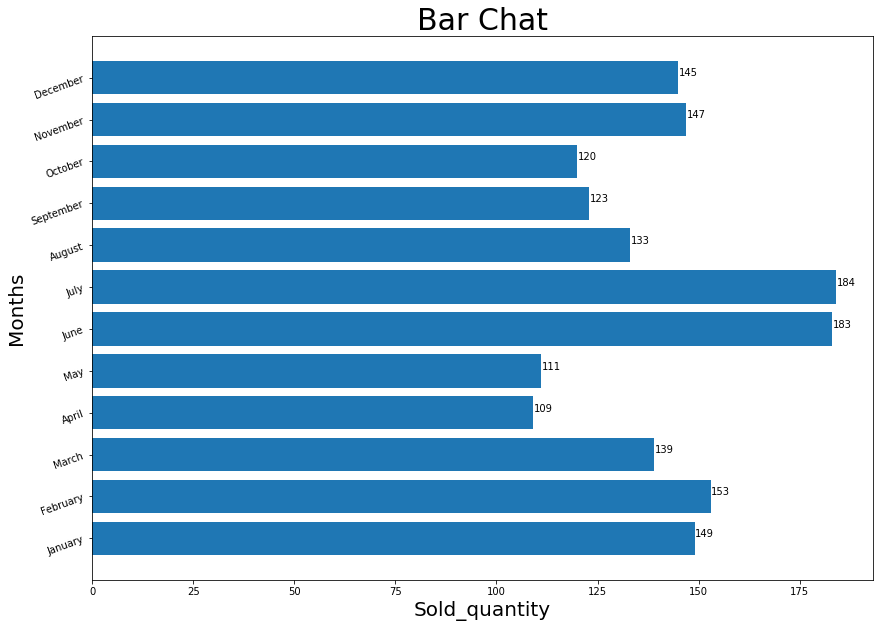 Bar Chat
December
145
November
147
October
120
September
123
August
133
July
184
June
183
May
111
April
109
March
139
February
153
January
149
0 25 50 75 100 125 150 175
Sold_quantity
Months